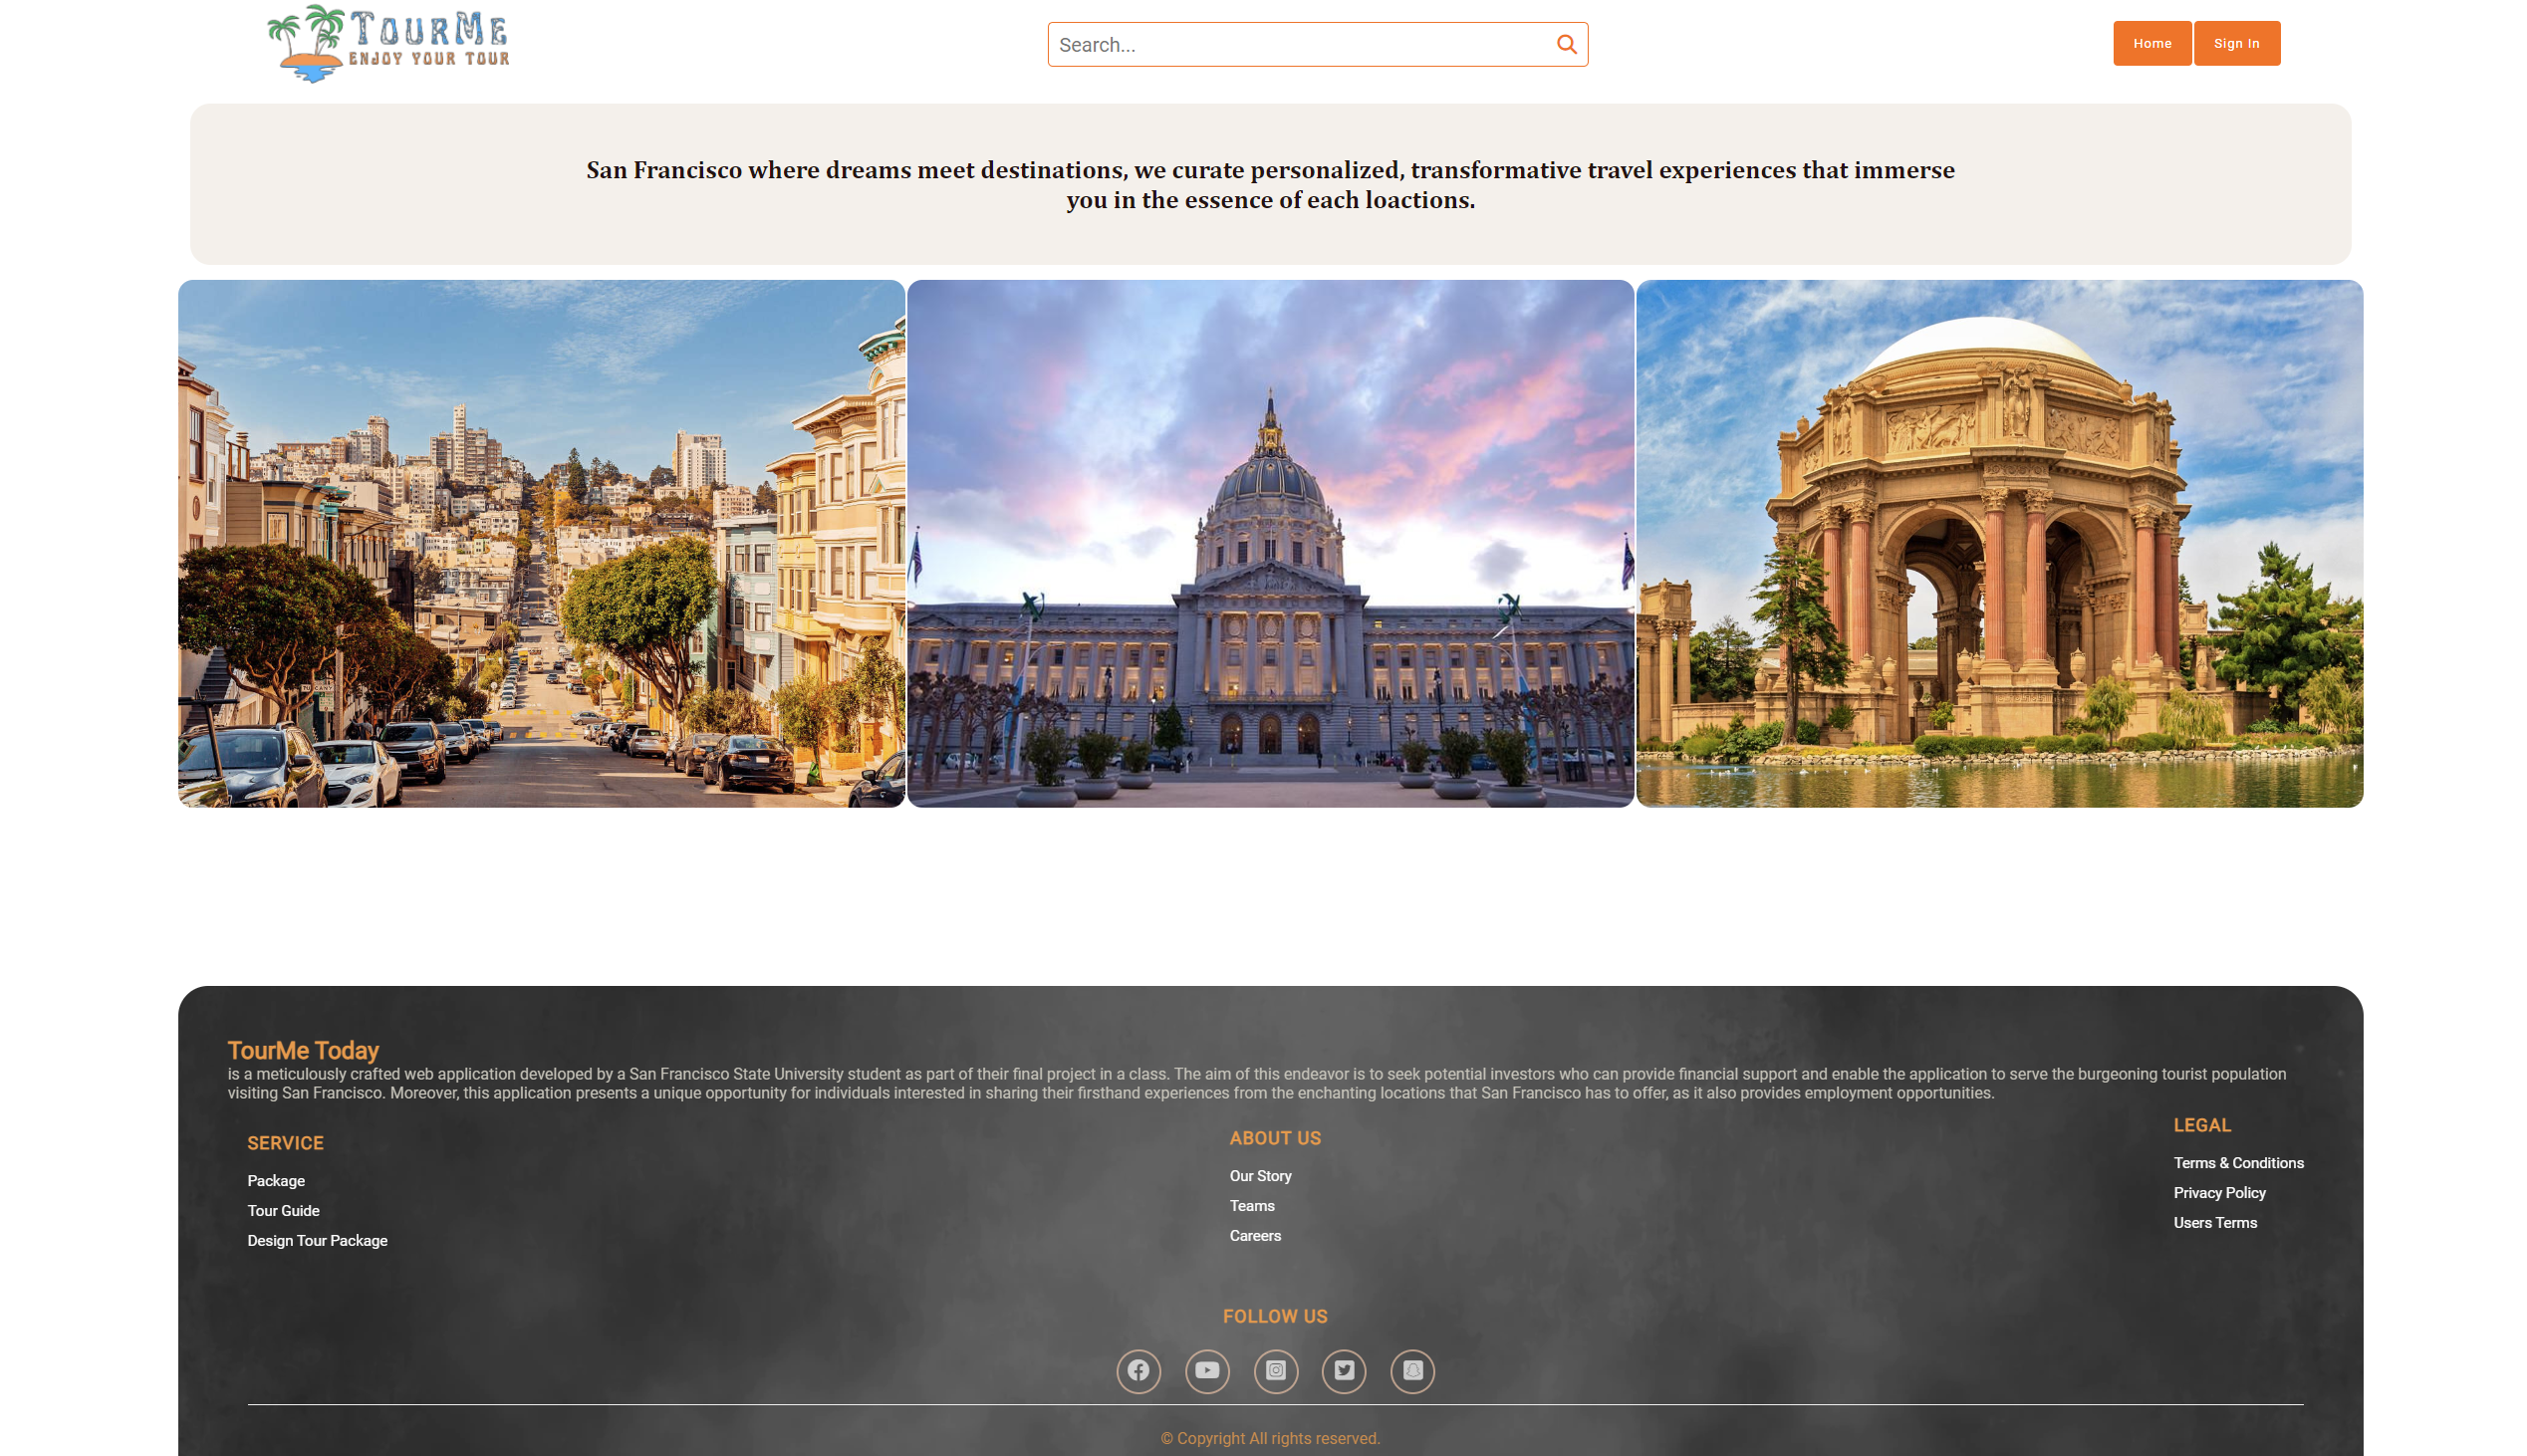 TOURME
ENJOY YOUR TOUR
Search...
Home
Sign In
San Francisco where dreams meet destinations, we curate personalized, transformative travel experiences that immerse
you in the essence of each loactions.
TourMe Today
is a meticulously crafted web application developed by a San Francisco State University student as part of their final project in a class. The aim of this endeavor is to seek potential investors who can provide financial support and enable the application to serve the burgeoning tourist population
visiting San Francisco. Moreover, this application presents a unique opportunity for individuals interested in sharing their firsthand experiences from the enchanting locations that San Francisco has to offer, as it also provides employment opportunities.
SERVICE
Package
Tour Guide
Design Tour Package
ABOUT US
Our Story
Teams
Careers
LEGAL
Terms & Conditions
Privacy Policy
Users Terms
FOLLOW US
© Copyright All rights reserved.